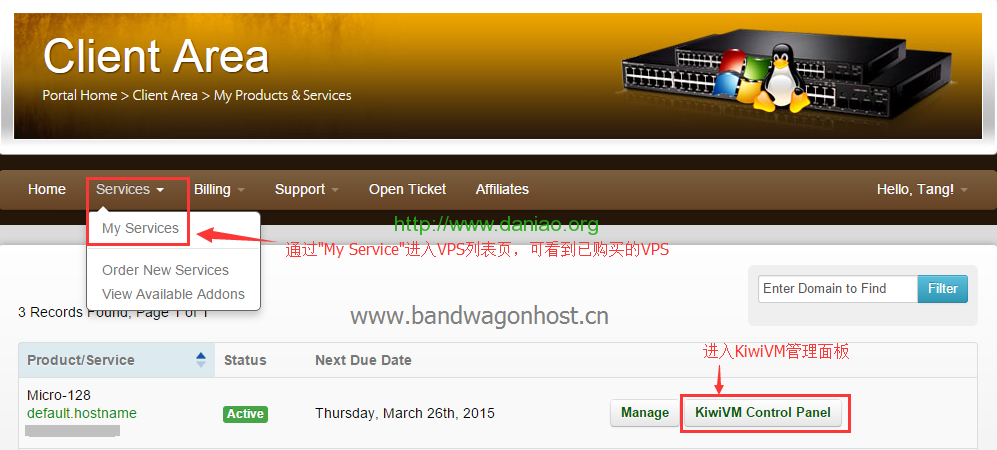 Client Area
Portal Home > Client Area > My Products & Services
Home Services Billing Support Open Ticket Affiliates Hello, Tang!
My Services
http://www.daniao.org
通过"My Service"进入VPS列表页，可看到已购买的VPS
Order New Services
View Available Addons
Enter Domain to Find Filter
3 Records Found, Page 1 of 1
www.bandwagonhost.cn
进入KiwiVM管理面板
Product/Service Status Next Due Date
Micro-128
default.hostname Active Thursday, March 26th, 2015 Manage KiwiVM Control Panel